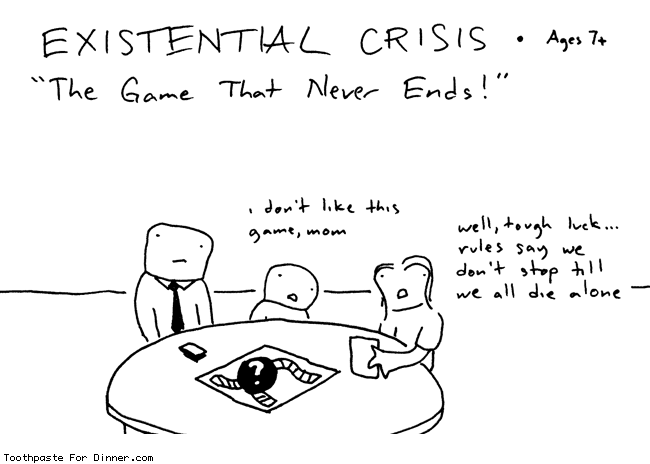 EXISTENTIAL CRISIS • Ages 7+
"The Game That Never Ends!"
i don't like this
game, mom
well, tough luck...
rules say we
don't stop till
we all die alone
?
Toothpaste For Dinner.com